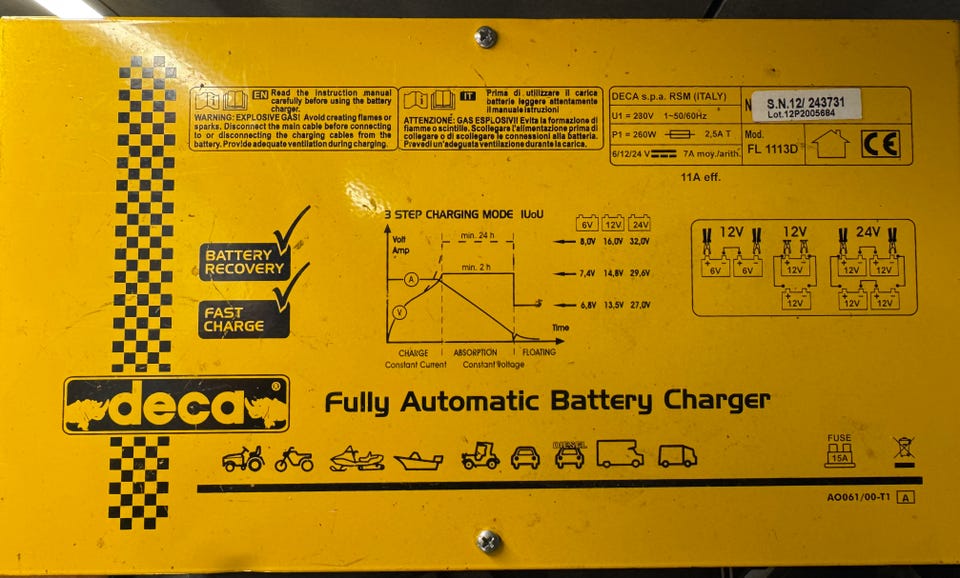 EN Read the instruction manual
carefully before using the battery
charger.
WARNING: EXPLOSIVE GAS! Avoid creating flames or
sparks. Disconnect the main cable before connecting
to or disconnecting the charging cables from the
battery. Provide adequate ventilation during charging.
IT Prima di utilizzare il carica
batterie leggere attentamente
il manuale istruzioni
ATTENZIONE: GAS ESPLOSIVI! Evita la formazione di
fiamme o scintille. Scollegare l'alimentazione prima di
collegare o di scollegare le connessioni alla batteria.
Prevedi un'adeguata ventilazione durante la carica.
DECA s.p.a. RSM (ITALY)
U1 = 230V 1~50/60Hz
P1 = 260W 2,5A T
6/12/24 V 7A moy./arith.
11A eff.
N
S.N.12/ 243731
Lot.12P2005684
Mod.
FL 1113D
CE
BATTERY
RECOVERY
FAST
CHARGE
3 STEP CHARGING MODE IUoU
Volt
Amp
min. 24 h
min. 2 h
A
V
Time
CHARGE ABSORPTION FLOATING
Constant Current Constant Voltage
6V 12V 24V
8,0V 16,0V 32,0V
7,4V 14,8V 29,6V
6,8V 13,5V 27,0V
12V 12V 24V
6V 6V 12V 12V 12V
12V 12V 12V
deca®
Fully Automatic Battery Charger
DIESEL
FUSE
15A
AO061/00-T1 A